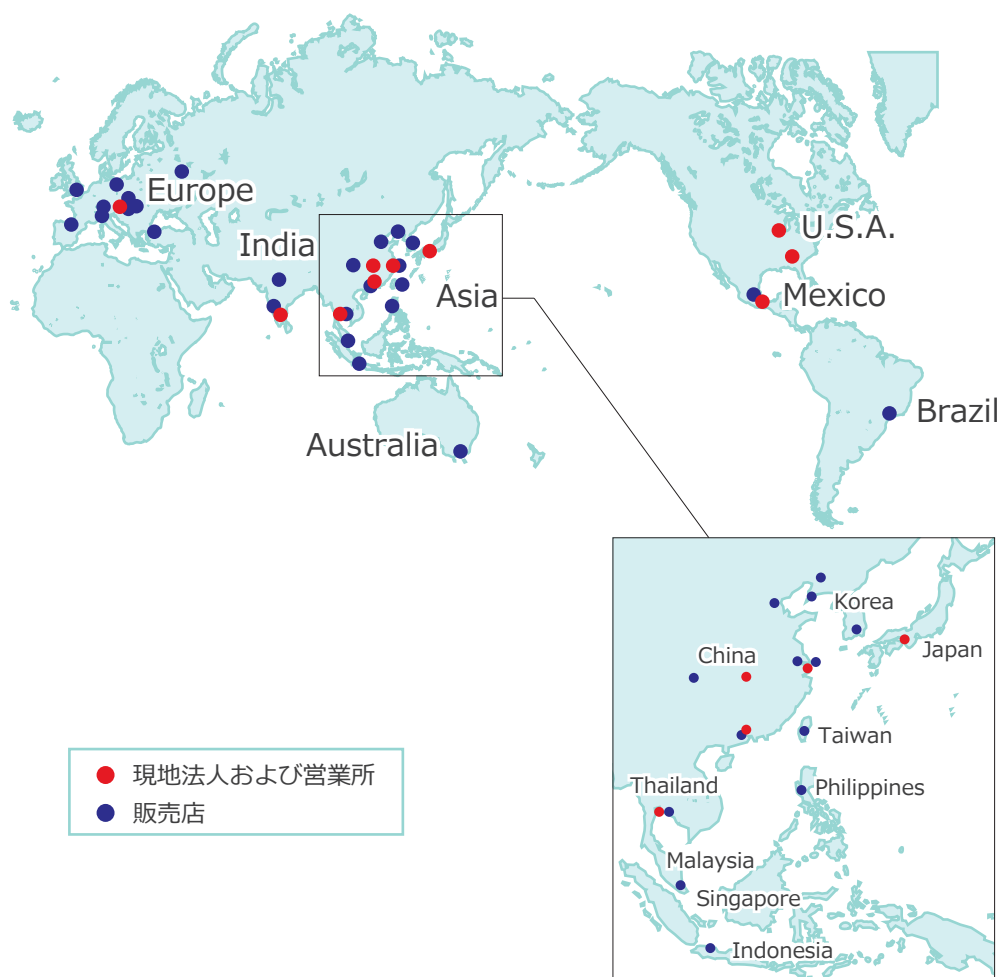 Europe
U.S.A.
India
Asia
Mexico
Brazil
Australia
Korea
Japan
China
Taiwan
Thailand
Philippines
Malaysia
Singapore
Indonesia
現地法人および営業所
販売店